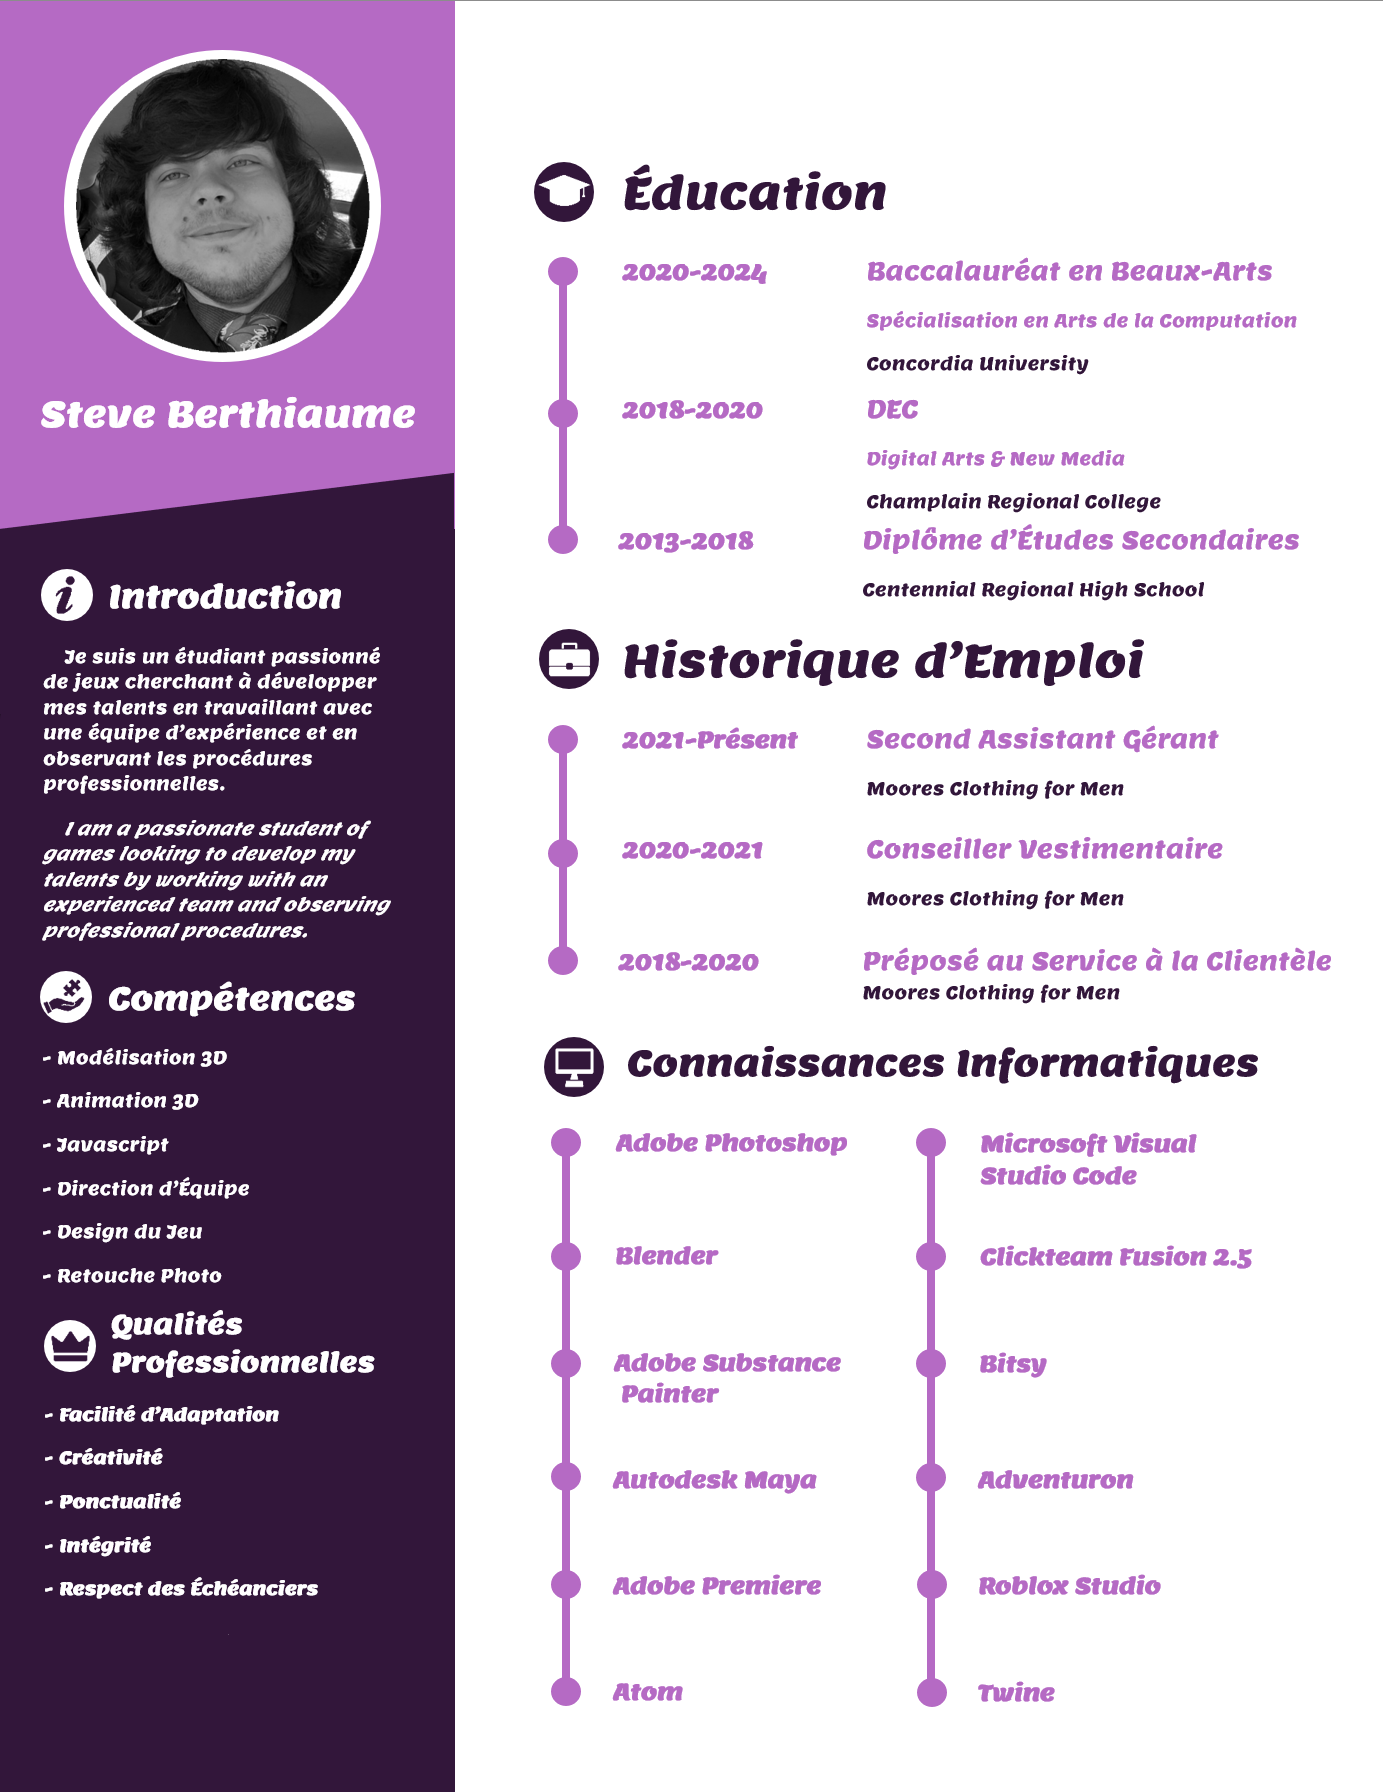 Steve Berthiaume
Introduction
Je suis un étudiant passionné
de jeux cherchant à développer
mes talents en travaillant avec
une équipe d'expérience et en
observant les procédures
professionnelles.
I am a passionate student of
games looking to develop my
talents by working with an
experienced team and observing
professional procedures.
Compétences
- Modélisation 3D
- Animation 3D
- Javascript
- Direction d'Équipe
- Design du Jeu
- Retouche Photo
Qualités
Professionnelles
- Facilité d'Adaptation
- Créativité
- Ponctualité
- Intégrité
- Respect des Échéanciers
Éducation
2020-2024 Baccalauréat en Beaux-Arts
Spécialisation en Arts de la Computation
Concordia University
2018-2020 DEC
Digital Arts & New Media
Champlain Regional College
2013-2018 Diplôme d'Études Secondaires
Centennial Regional High School
Historique d'Emploi
2021-Présent Second Assistant Gérant
Moores Clothing for Men
2020-2021 Conseiller Vestimentaire
Moores Clothing for Men
2018-2020 Préposé au Service à la Clientèle
Moores Clothing for Men
Connaissances Informatiques
Adobe Photoshop
Blender
Adobe Substance
Painter
Autodesk Maya
Adobe Premiere
Atom
Microsoft Visual
Studio Code
Clickteam Fusion 2.5
Bitsy
Adventuron
Roblox Studio
Twine